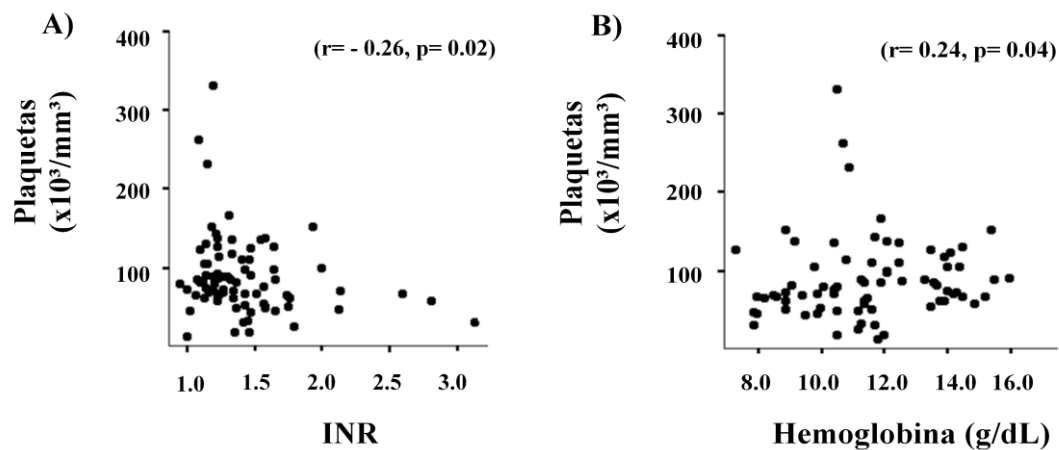 A)
Plaquetas
(x10³/mm³)
400
300
200
100
(r= - 0.26, p= 0.02)
1.0 1.5 2.0 2.5 3.0
INR
B)
Plaquetas
(x10³/mm³)
400
300
200
100
(r= 0.24, p= 0.04)
8.0 10.0 12.0 14.0 16.0
Hemoglobina (g/dL)